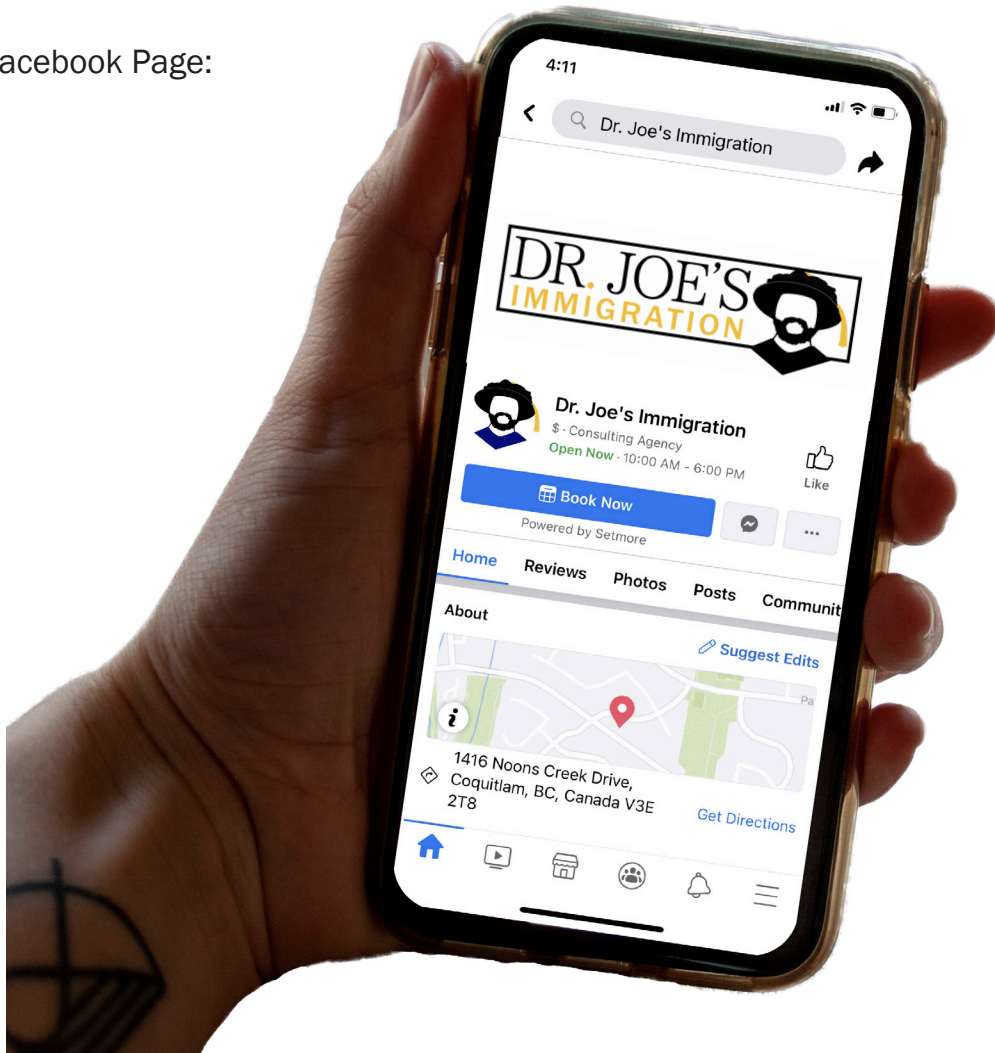 acebook Page:
4:11
Dr. Joe's Immigration
DR. JOE'S
IMMIGRATION
Dr. Joe's Immigration
$ · Consulting Agency
Open Now · 10:00 AM - 6:00 PM
Like
Book Now
Powered by Setmore
Home Reviews Photos Posts Communit
About
Suggest Edits
Pa
1416 Noons Creek Drive,
Coquitlam, BC, Canada V3E
2T8
Get Directions